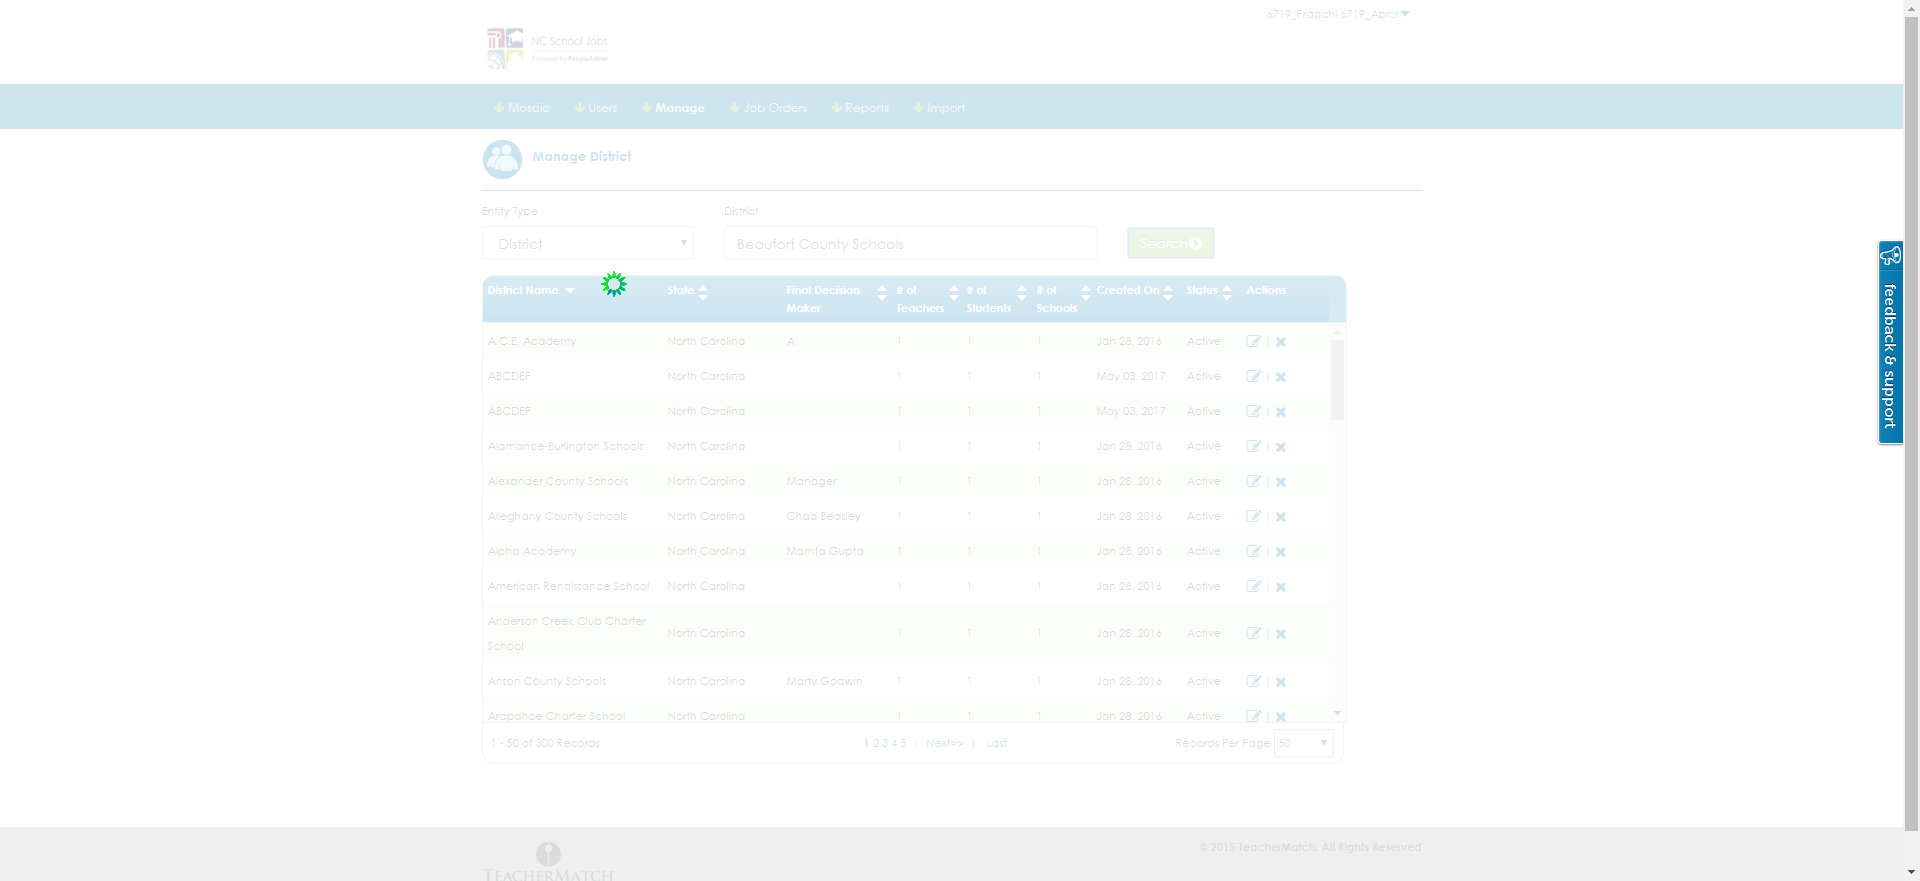 6719_Praachi 6719_Abrol
NC School Jobs
Powered by PeopleAdmin
Mosaic Users Manage Job Orders Reports Import
Manage District
Entity Type District
District Beaufort County Schools Search
District Name State Final Decision Maker # of Teachers # of Students # of Schools Created On Status Actions
A.C.E. Academy North Carolina A 1 1 1 Jan 28, 2016 Active |
ABCDEF North Carolina 1 1 1 May 03, 2017 Active |
ABCDEF North Carolina 1 1 1 May 03, 2017 Active |
Alamance-Burlington Schools North Carolina 1 1 1 Jan 28, 2016 Active |
Alexander County Schools North Carolina Manager 1 1 1 Jan 28, 2016 Active |
Alleghany County Schools North Carolina Chad Beasley 1 1 1 Jan 28, 2016 Active |
Alpha Academy North Carolina Mamta Gupta 1 1 1 Jan 28, 2016 Active |
American Renaissance School North Carolina 1 1 1 Jan 28, 2016 Active |
Anderson Creek Club Charter School North Carolina 1 1 1 Jan 28, 2016 Active |
Anson County Schools North Carolina Marty Godwin 1 1 1 Jan 28, 2016 Active |
Arapahoe Charter School North Carolina 1 1 1 Jan 28, 2016 Active |
1 - 50 of 300 Records 1 2 3 4 5 | Next>> | Last Records Per Page 50
feedback & support
© 2015 TeacherMatch. All Rights Reserved
TEACHERMATCH